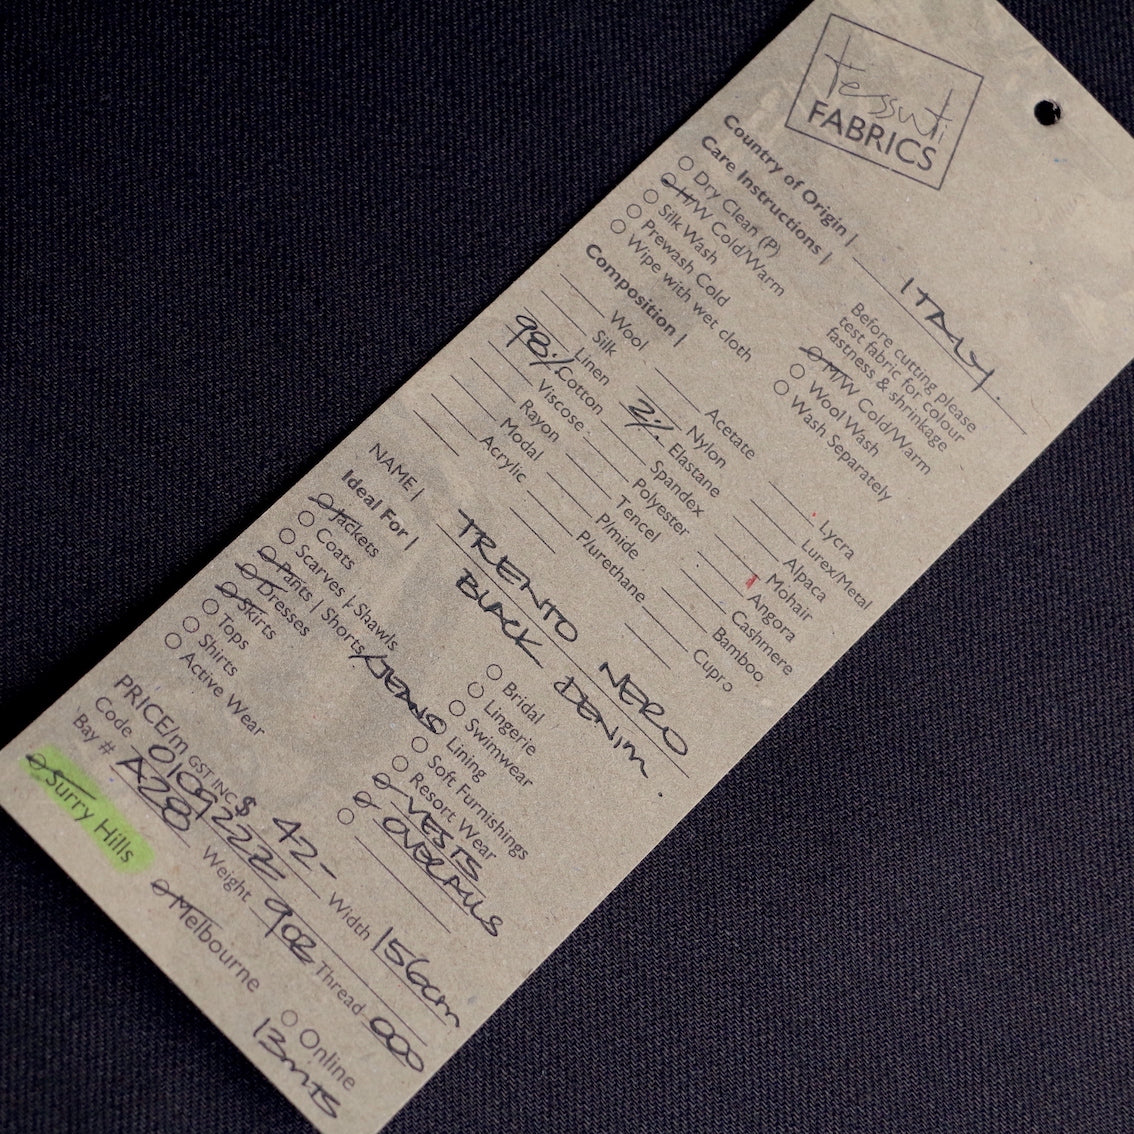 tessuti
FABRICS
Country of Origin | ITALY.
Care Instructions |
Dry Clean (P)
H/W Cold/Warm
Silk Wash
Prewash Cold
Wipe with wet cloth
Before cutting please
test fabric for colour
fastness & shrinkage
M/W Cold/Warm
Wool Wash
Wash Separately
Composition |
Wool
Silk
Linen
98% Cotton
Viscose
Rayon
Modal
Acrylic
Acetate
Nylon
2% Elastane
Spandex
Polyester
Tencel
P/mide
P/urethane
Lycra
Lurex/Metal
Alpaca
Mohair
Angora
Cashmere
Bamboo
Cupro
NAME | TRENTO NERO
BLACK DENIM
Ideal For |
Jackets
Coats
Scarves | Shawls
Pants | Shorts/JEANS
Dresses
Skirts
Tops
Shirts
Active Wear
Bridal
Lingerie
Swimwear
Lining
Soft Furnishings
Resort Wear
VESTS
OVERALLS
PRICE/m GST INC $ 42- Width 156cm
Code 0109222 Weight 9oz Thread 000
Bay # A28
Surry Hills Melbourne Online
13mts